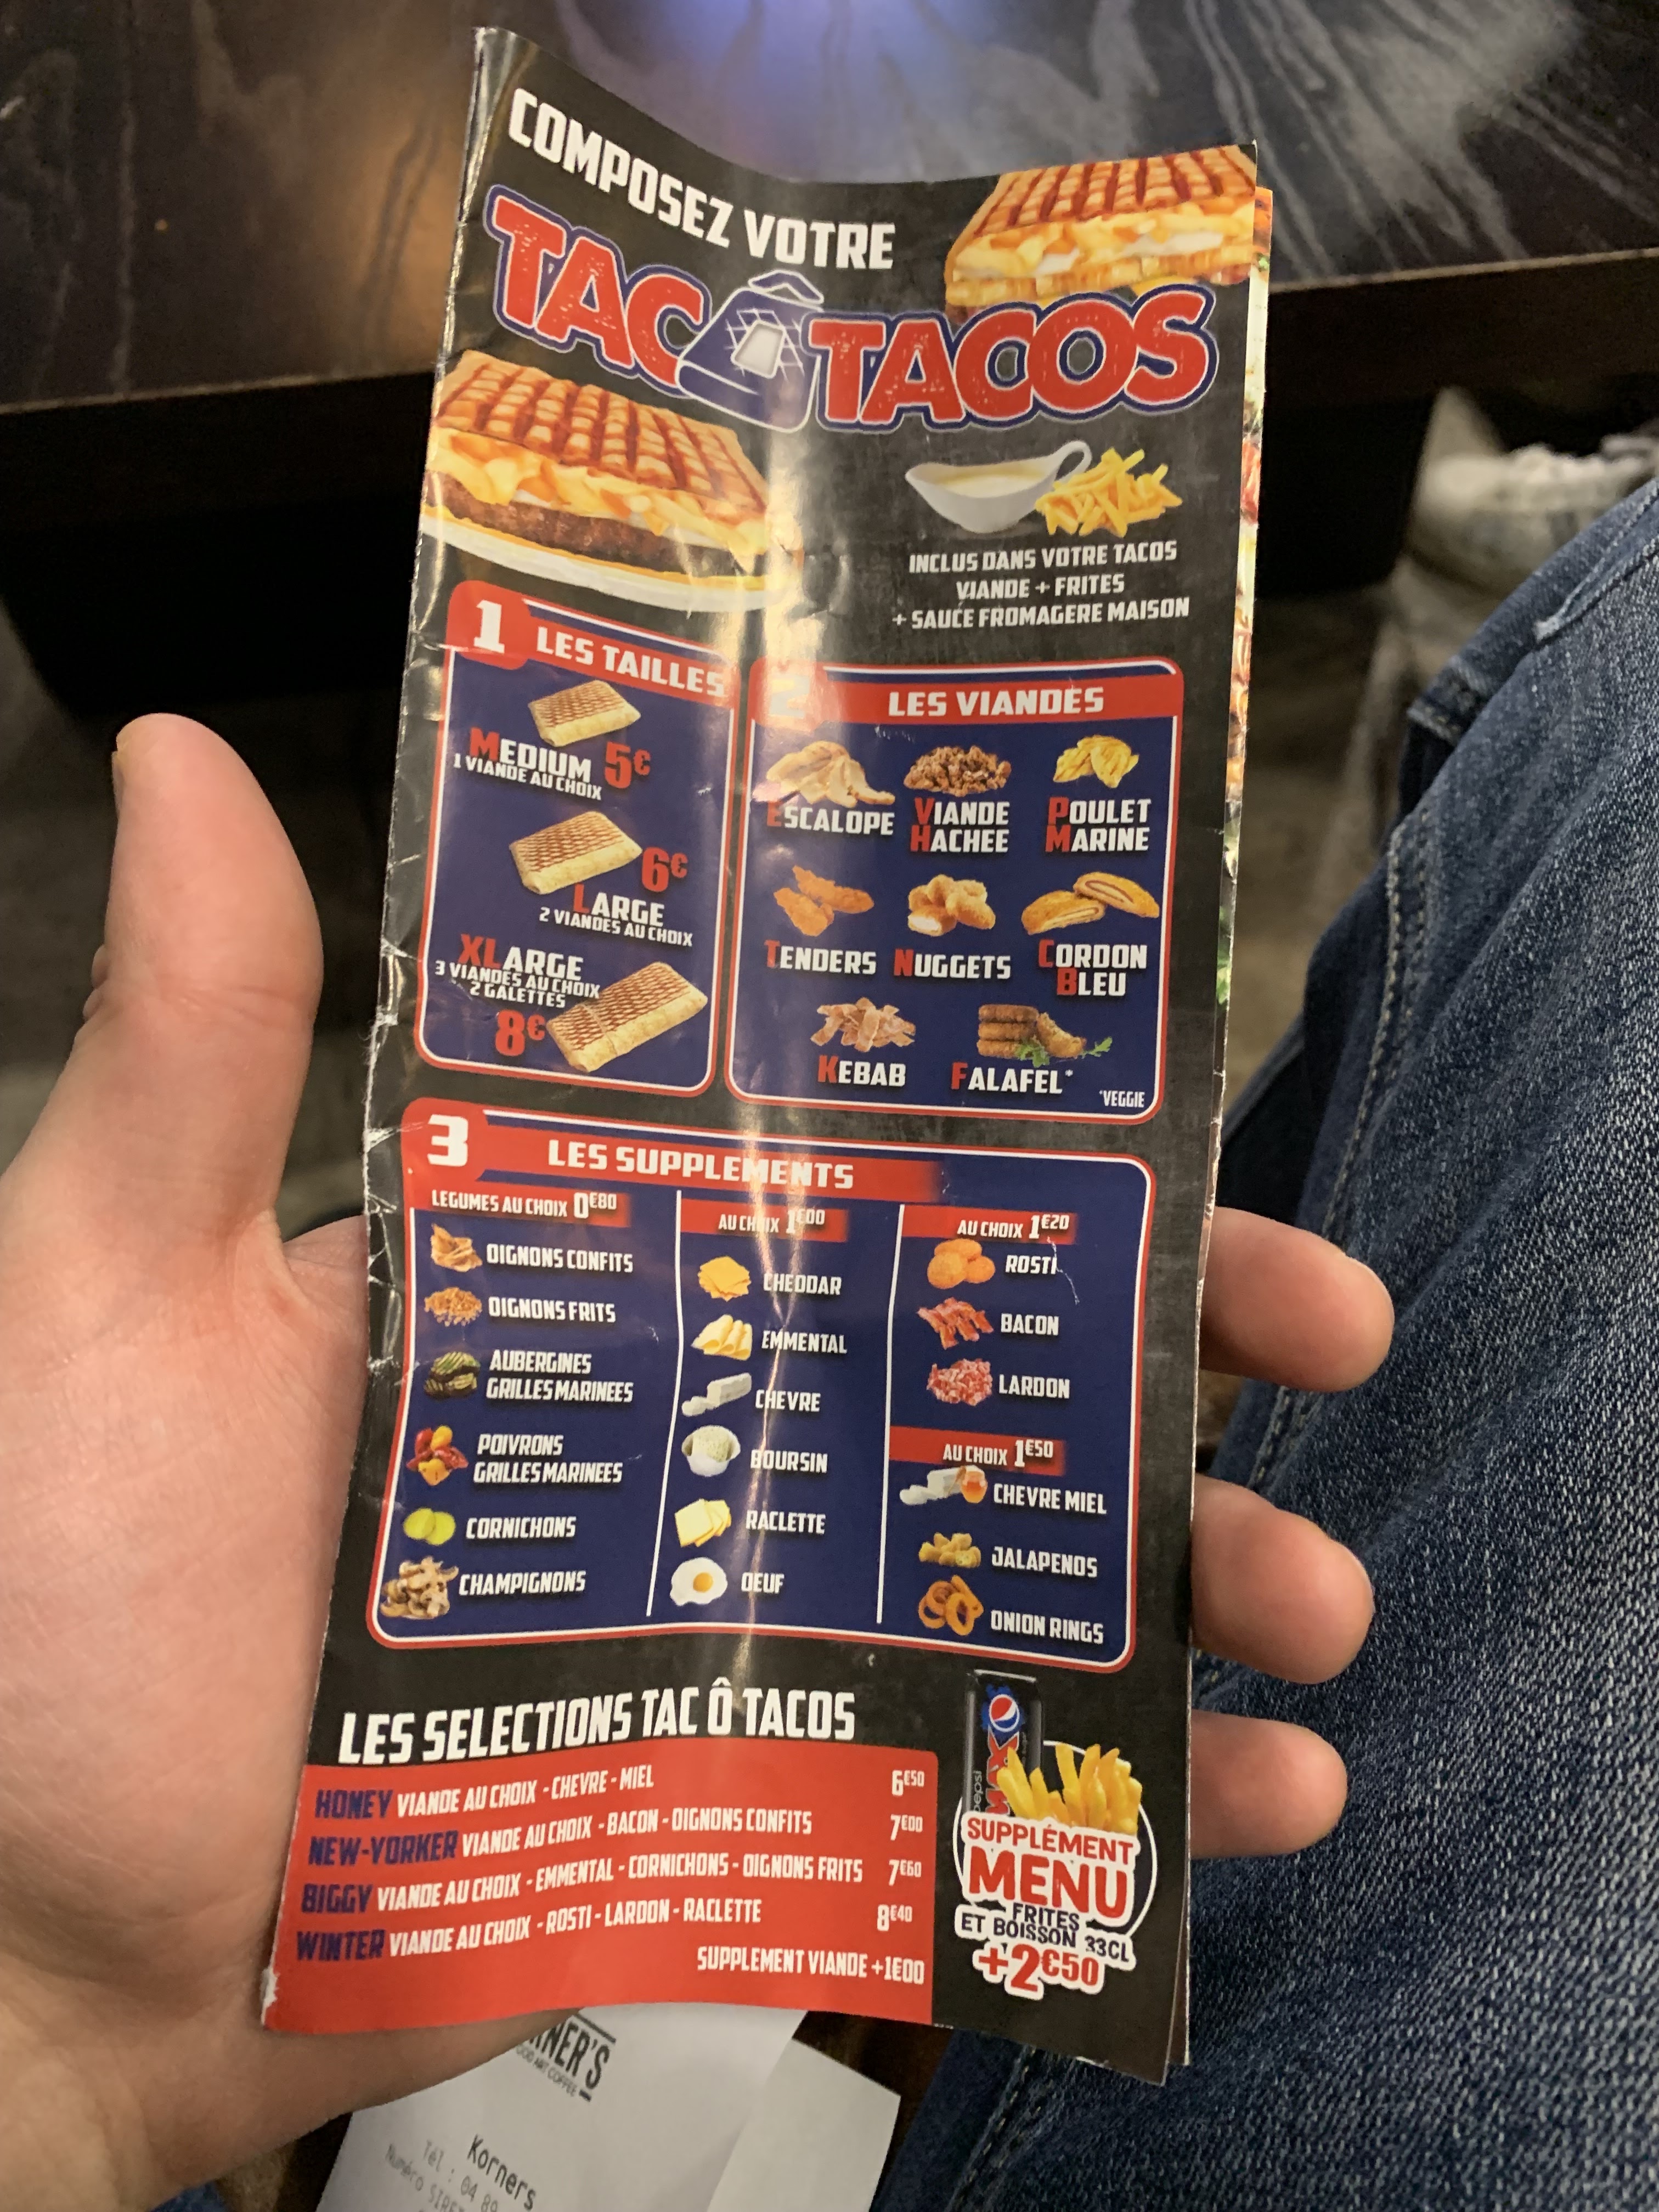 COMPOSEZ VOTRE
TAC Ô TACOS
INCLUS DANS VOTRE TACOS
VIANDE + FRITES
+ SAUCE FROMAGERE MAISON
1 LES TAILLES
MEDIUM 5€
1 VIANDE AU CHOIX
6€
LARGE
2 VIANDES AU CHOIX
XLARGE
3 VIANDES AU CHOIX
2 GALETTES
8€
2 LES VIANDES
ESCALOPE
VIANDE
HACHEE
POULET
MARINE
TENDERS
NUGGETS
CORDON
BLEU
KEBAB
FALAFEL*
*VEGGIE
3 LES SUPPLEMENTS
LEGUMES AU CHOIX 0€80
OIGNONS CONFITS
OIGNONS FRITS
AUBERGINES
GRILLES MARINEES
POIVRONS
GRILLES MARINEES
CORNICHONS
CHAMPIGNONS
AU CHOIX 1€00
CHEDDAR
EMMENTAL
CHEVRE
BOURSIN
RACLETTE
OEUF
AU CHOIX 1€20
ROSTI
BACON
LARDON
AU CHOIX 1€50
CHEVRE MIEL
JALAPENOS
ONION RINGS
LES SELECTIONS TAC Ô TACOS
HONEY VIANDE AU CHOIX - CHEVRE - MIEL 6€50
NEW-YORKER VIANDE AU CHOIX - BACON - OIGNONS CONFITS 7€00
BIGGY VIANDE AU CHOIX - EMMENTAL - CORNICHONS - OIGNONS FRITS 7€60
WINTER VIANDE AU CHOIX - ROSTI - LARDON - RACLETTE 8€40
SUPPLEMENT VIANDE +1€00
pepsi
MAX
SUPPLÉMENT
MENU
FRITES
ET BOISSON 33CL
+2€50
COFFEE
Korners
Tél : 04 89
Numéro